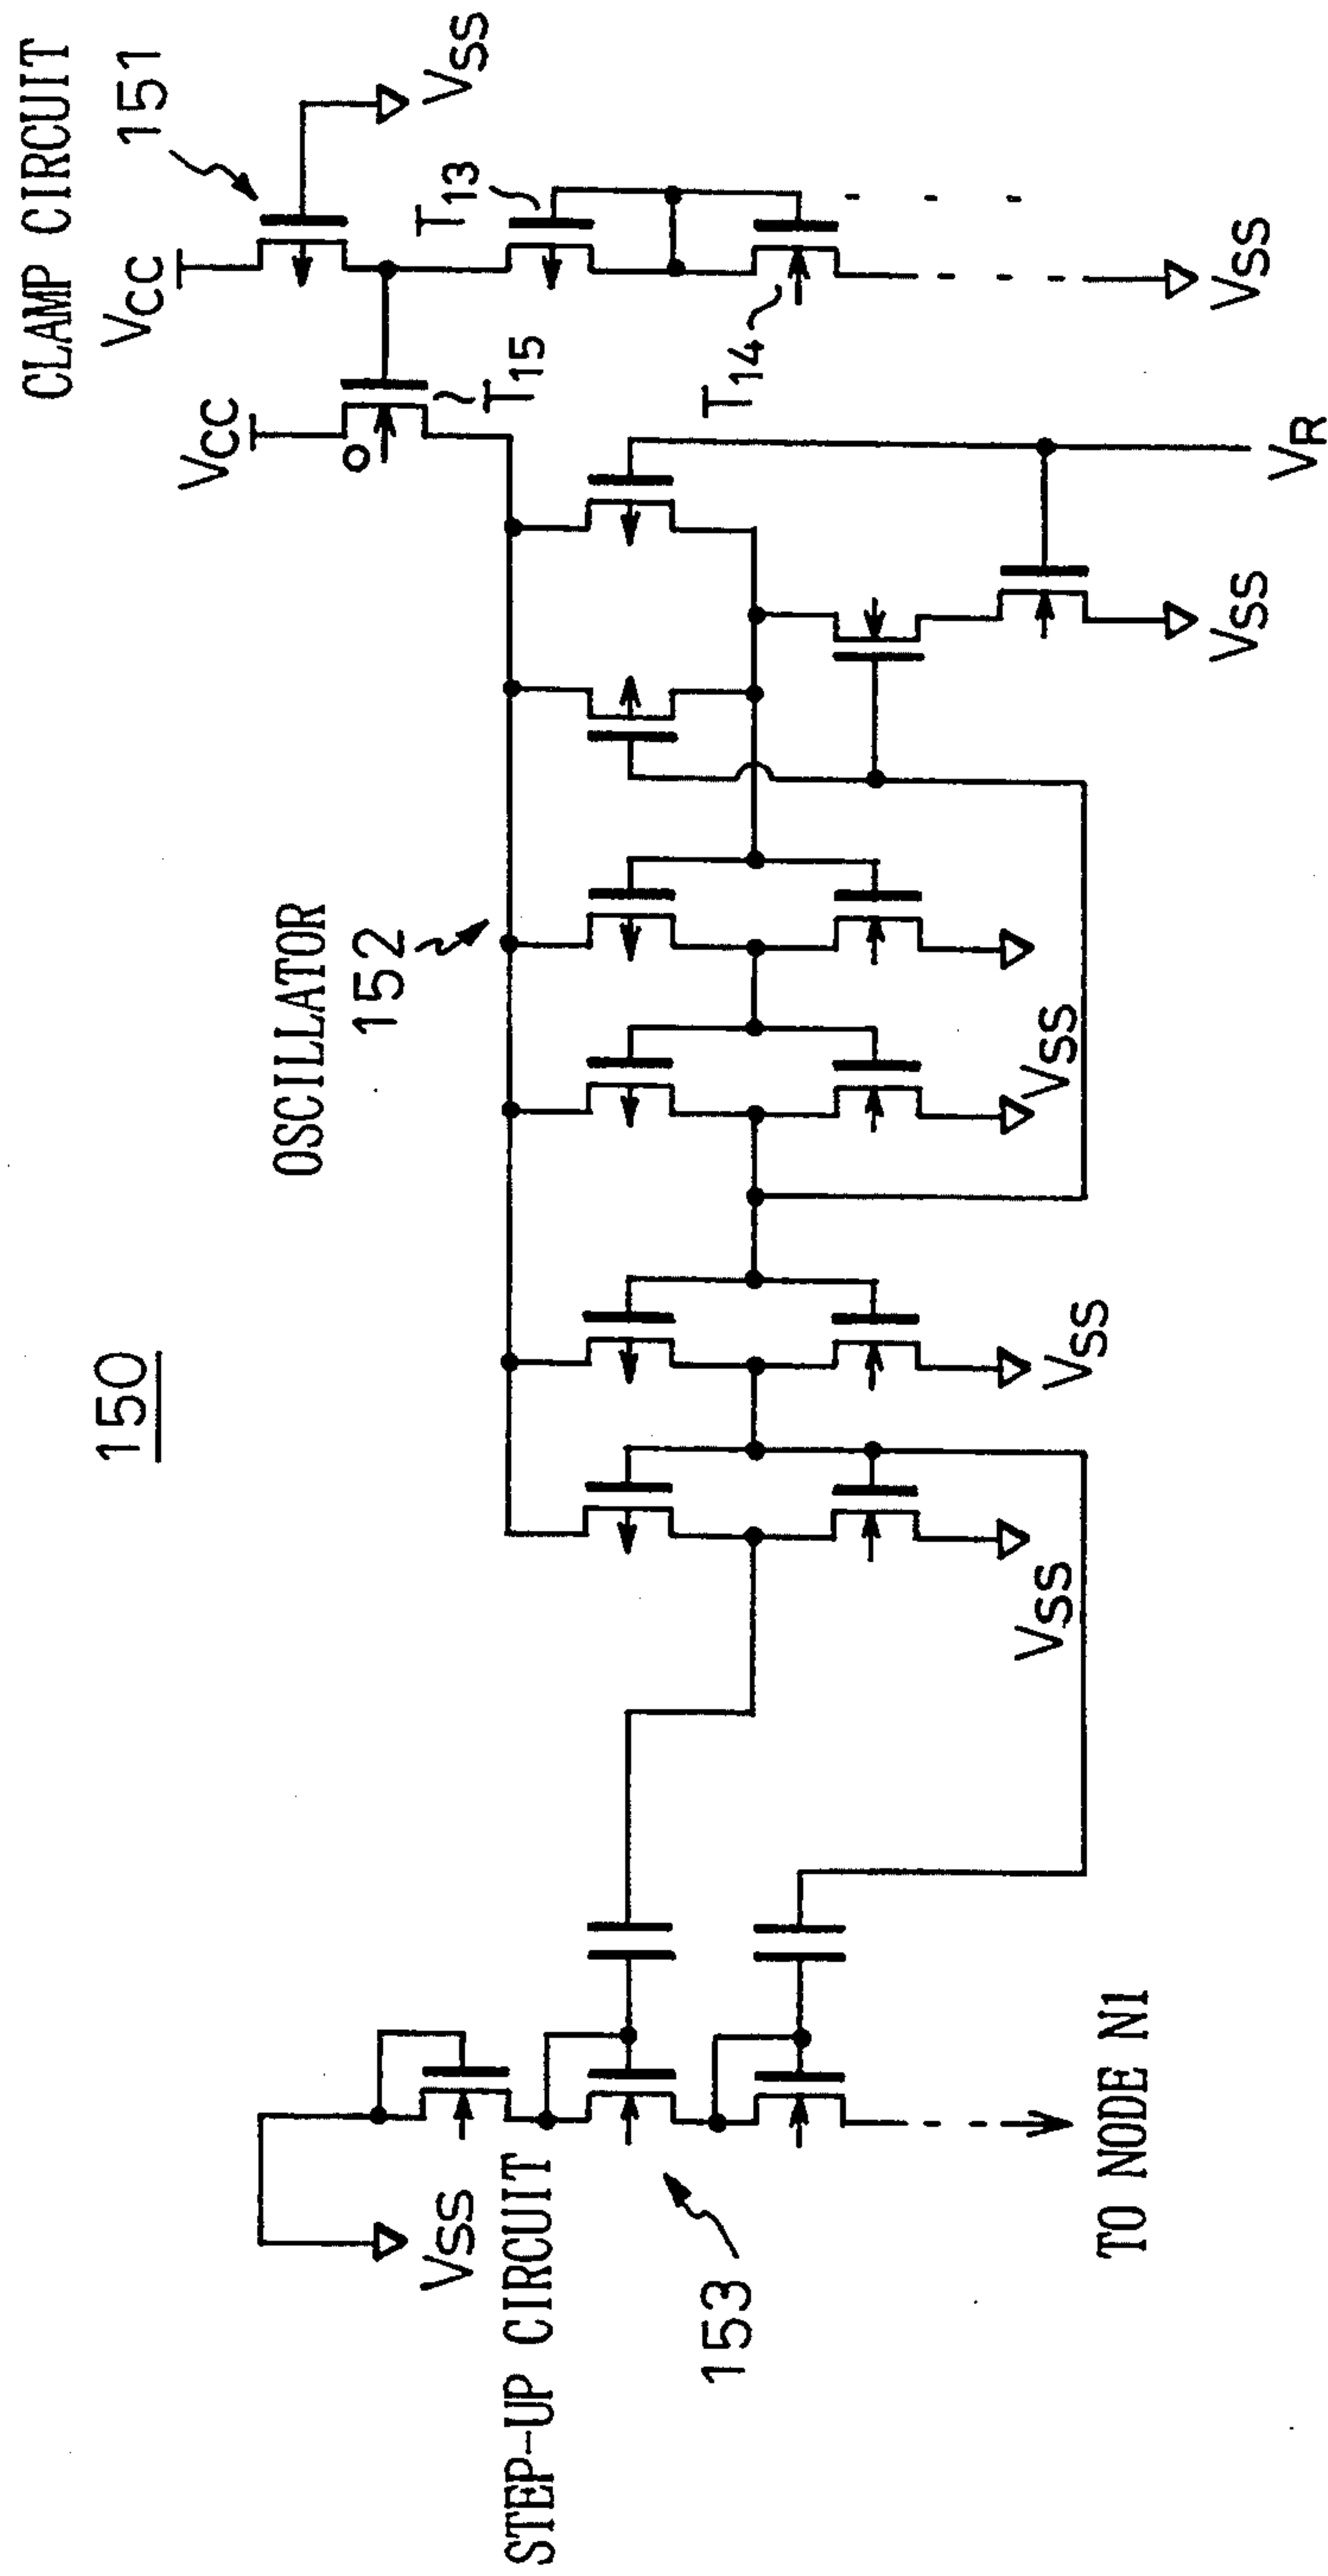 150
CLAMP CIRCUIT
151
VCC
VSS
VCC
T13
T15
T14
VSS
OSCILLATOR
152
VR
VSS
VSS
VSS
VSS
VSS
STEP-UP CIRCUIT
153
TO NODE N1